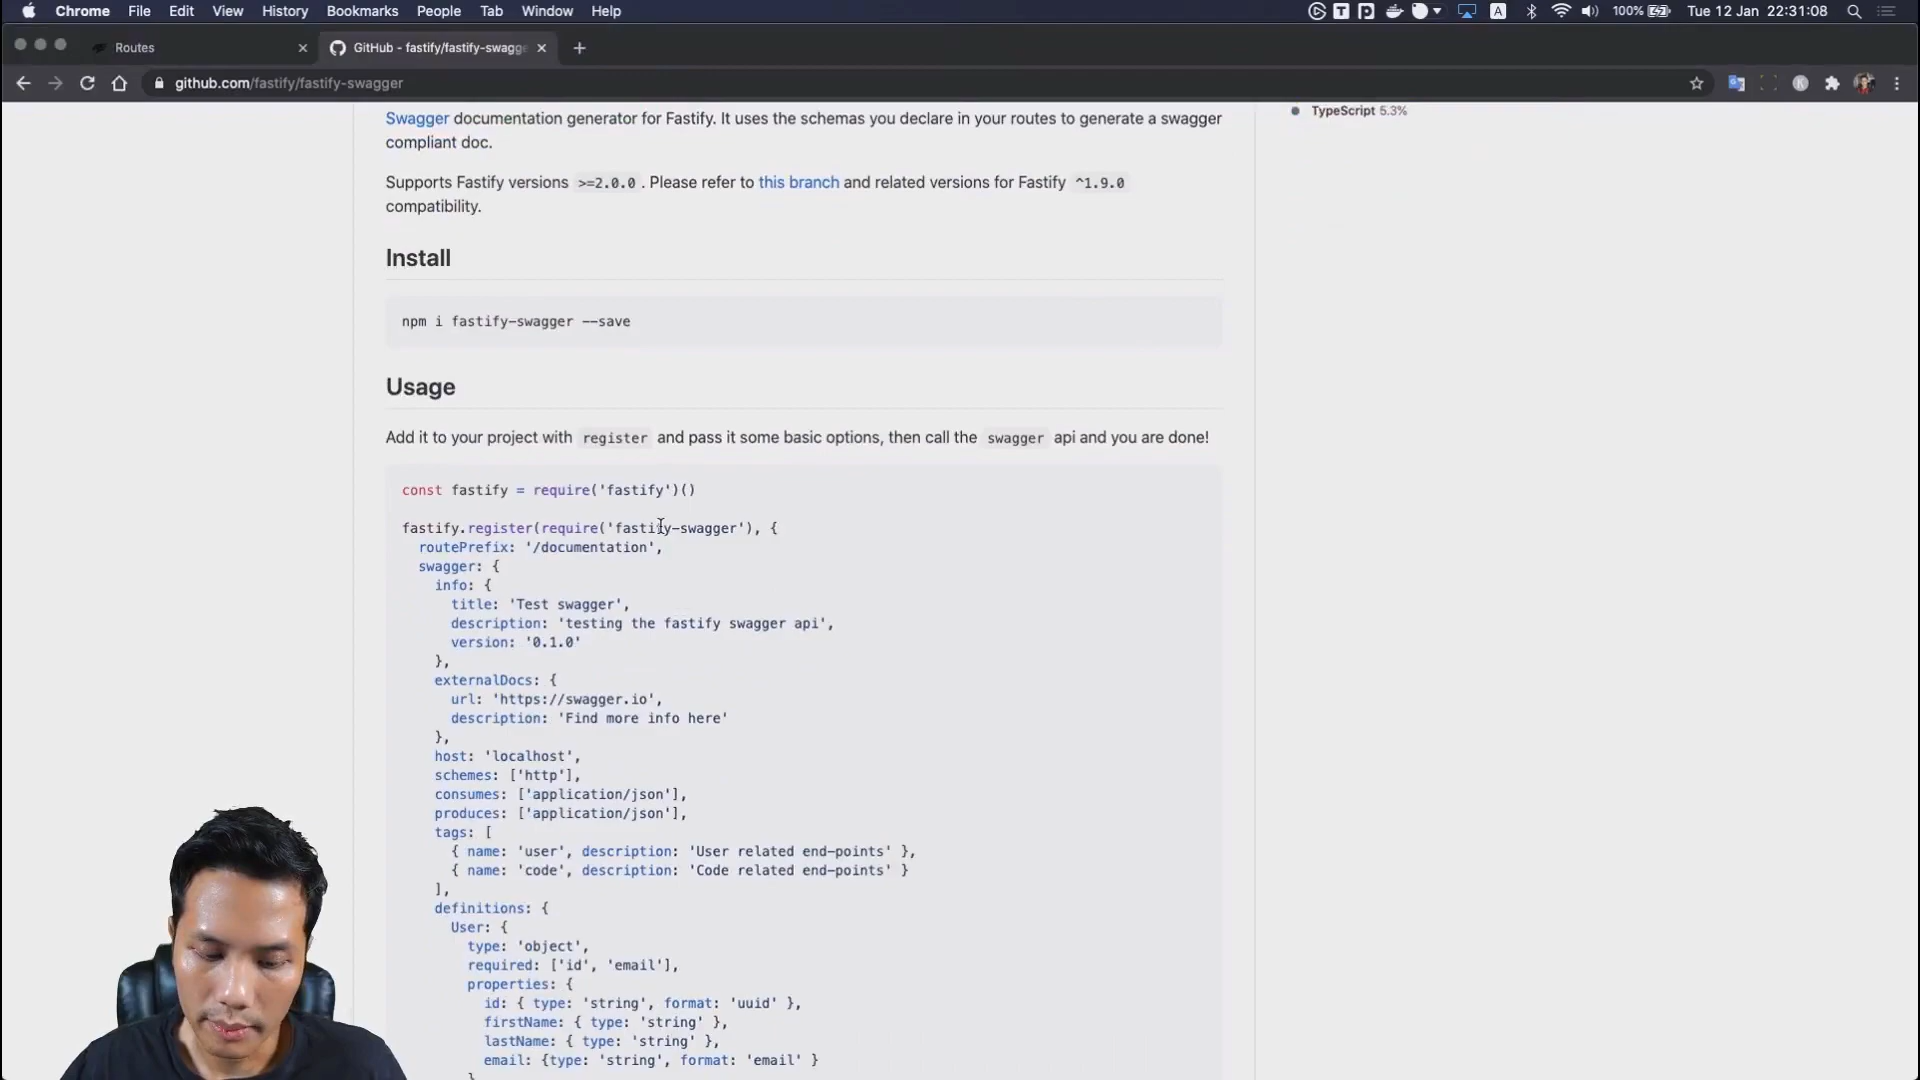 Chrome File Edit View History Bookmarks People Tab Window Help 100% Tue 12 Jan 22:31:08
Routes GitHub - fastify/fastify-swagge
github.com/fastify/fastify-swagger
Swagger documentation generator for Fastify. It uses the schemas you declare in your routes to generate a swagger
compliant doc.
TypeScript 5.3%
Supports Fastify versions >=2.0.0 . Please refer to this branch and related versions for Fastify ^1.9.0
compatibility.
Install
npm i fastify-swagger --save
Usage
Add it to your project with register and pass it some basic options, then call the swagger api and you are done!
const fastify = require('fastify')()
fastify.register(require('fastify-swagger'), {
routePrefix: '/documentation',
swagger: {
info: {
title: 'Test swagger',
description: 'testing the fastify swagger api',
version: '0.1.0'
},
externalDocs: {
url: 'https://swagger.io',
description: 'Find more info here'
},
host: 'localhost',
schemes: ['http'],
consumes: ['application/json'],
produces: ['application/json'],
tags: [
{ name: 'user', description: 'User related end-points' },
{ name: 'code', description: 'Code related end-points' }
],
definitions: {
User: {
type: 'object',
required: ['id', 'email'],
properties: {
id: { type: 'string', format: 'uuid' },
firstName: { type: 'string' },
lastName: { type: 'string' },
email: {type: 'string', format: 'email' }
}